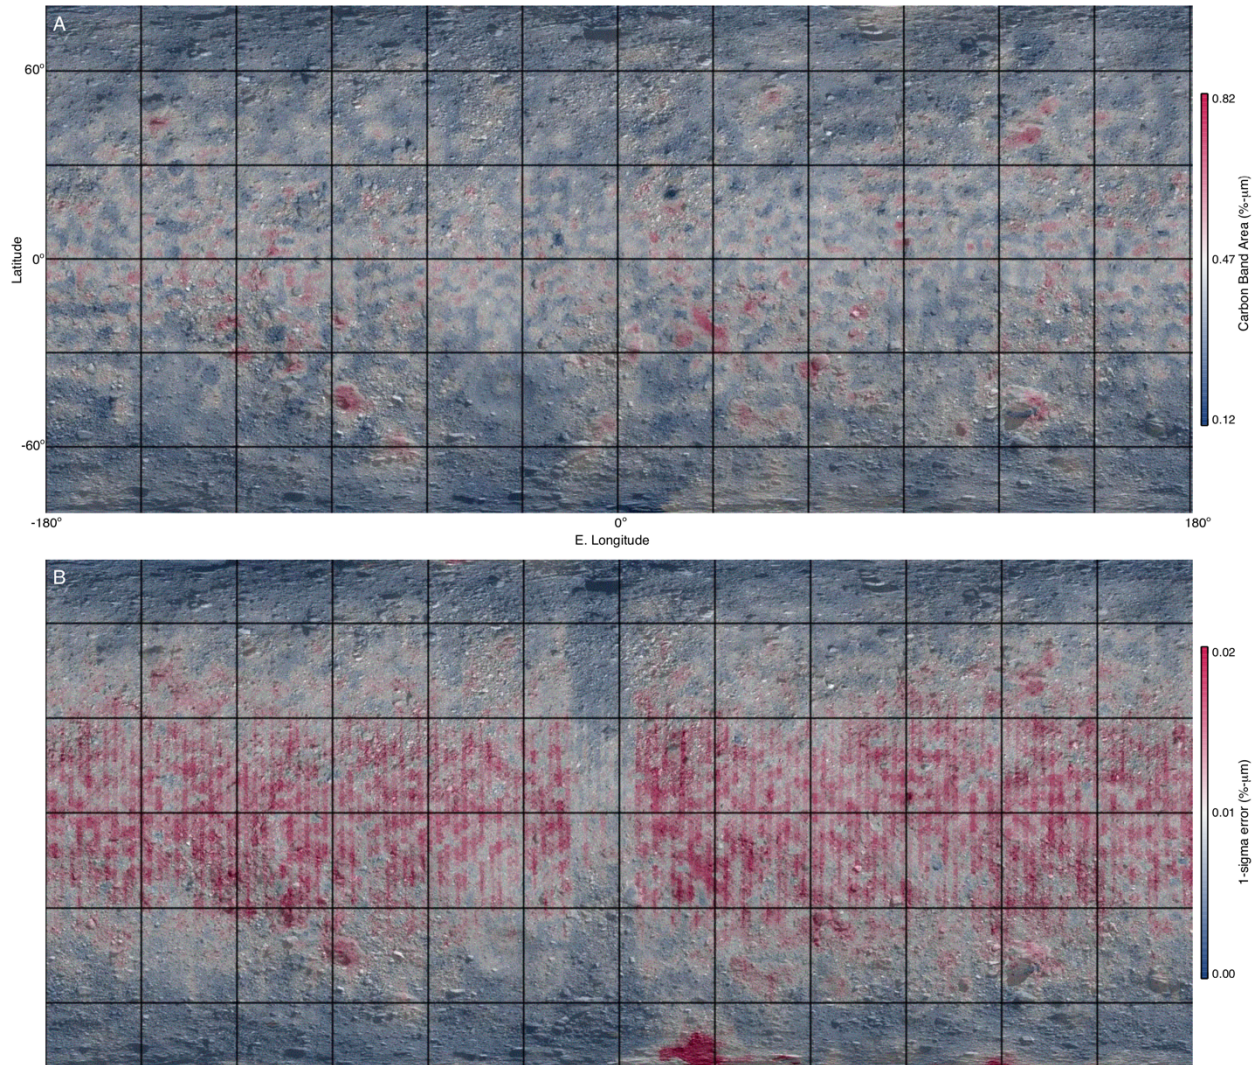 A
60°
0°
-60°
Latitude
-180°
0°
180°
E. Longitude
0.82
0.47
0.12
Carbon Band Area (%-µm)
B
0.02
0.01
0.00
1-sigma error (%-µm)